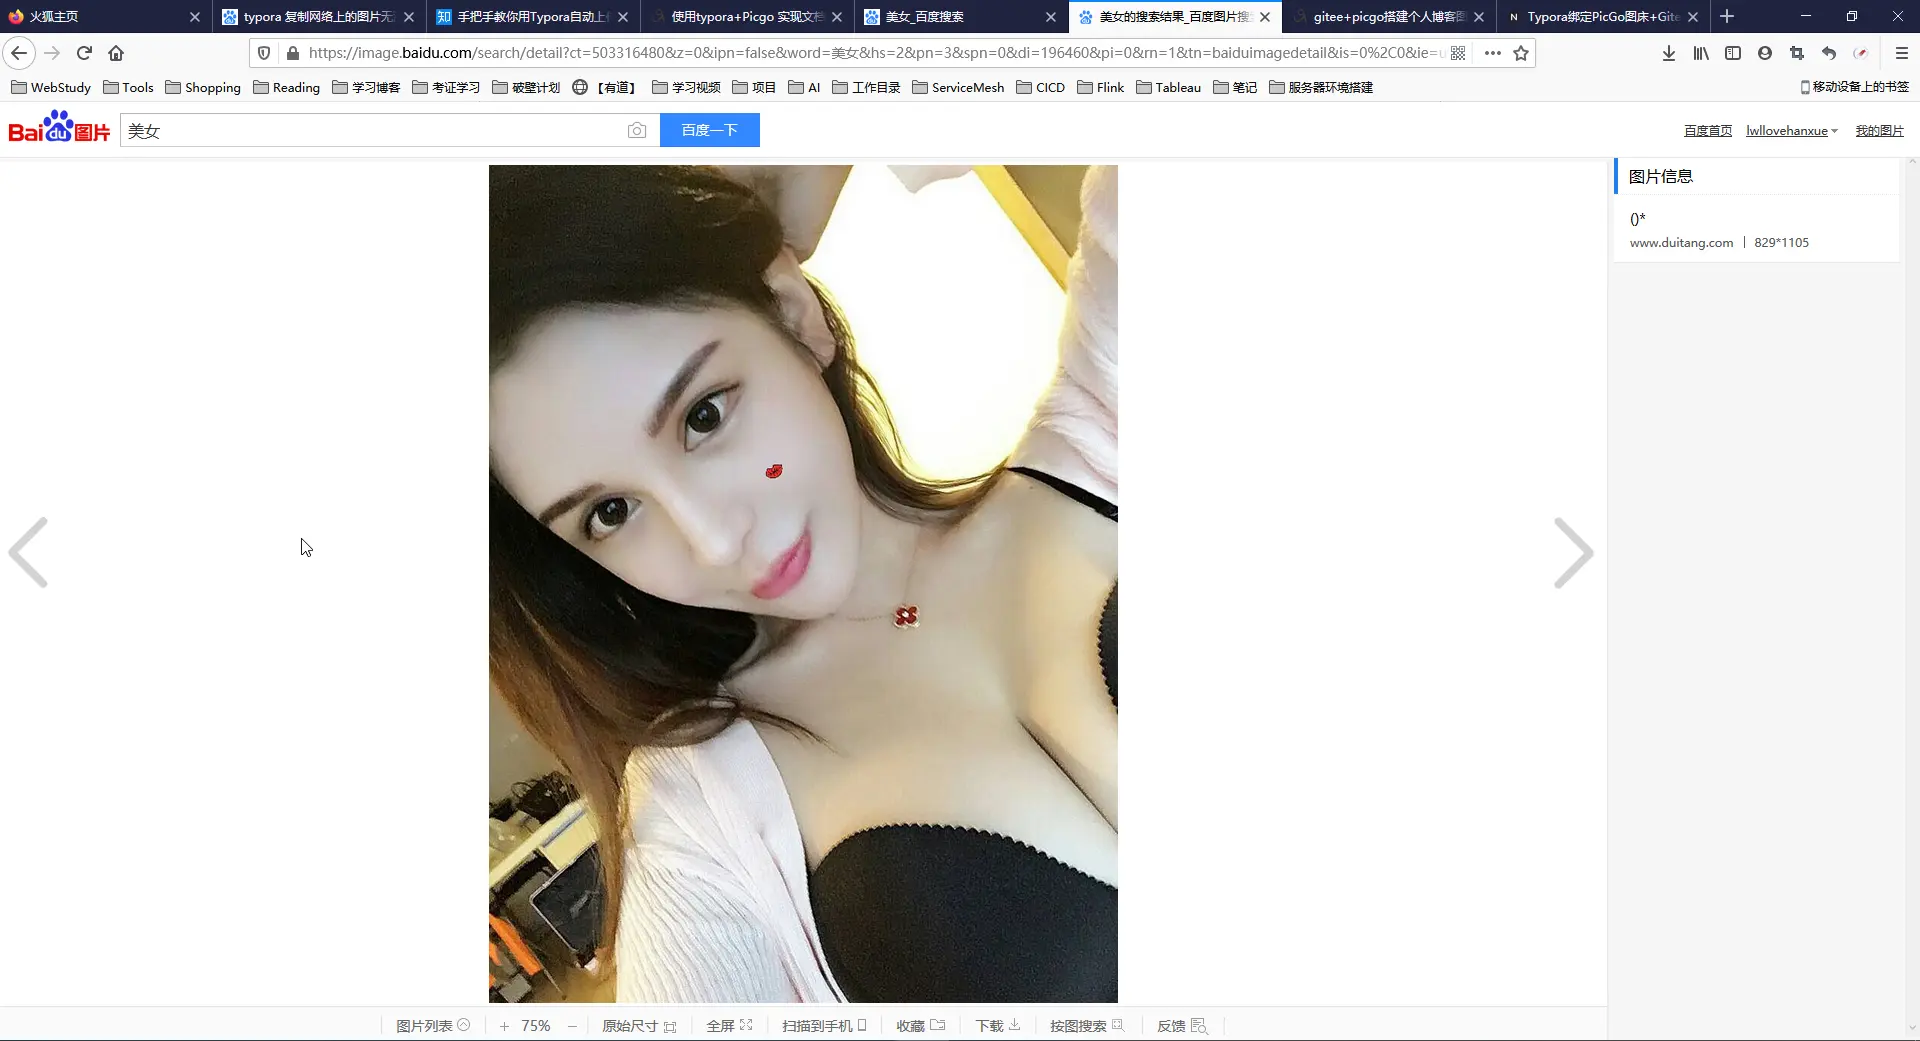 火狐主页
typora 复制网络上的图片无
手把手教你用Typora自动上
使用typora+Picgo 实现文档
美女_百度搜索
美女的搜索结果_百度图片搜
gitee+picgo搭建个人博客图
Typora绑定PicGo图床+Gite
https://image.baidu.com/search/detail?ct=503316480&z=0&ipn=false&word=美女&hs=2&pn=3&spn=0&di=196460&pi=0&rn=1&tn=baiduimagedetail&is=0%2C0&ie=u
WebStudy Tools Shopping Reading 学习博客 考证学习 破壁计划 【有道】 学习视频 项目 AI 工作目录 ServiceMesh CICD Flink Tableau 笔记 服务器环境搭建 移动设备上的书签
Bai du 图片 美女 百度一下 百度首页 lwllovehanxue 我的图片
图片信息
()*
www.duitang.com | 829*1105
图片列表 + 75% − 原始尺寸 全屏 扫描到手机 收藏 下载 按图搜索 反馈